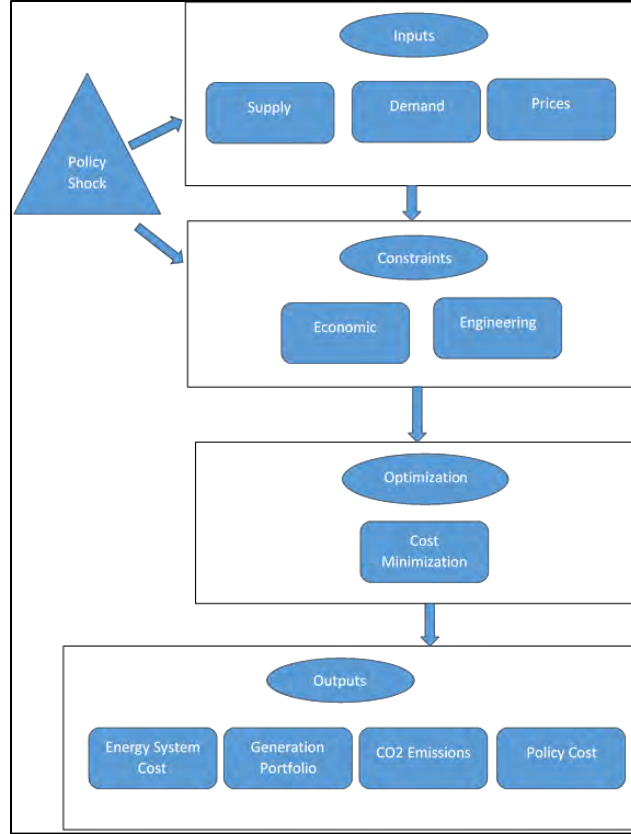 Inputs
Supply
Demand
Prices
Policy
Shock
Constraints
Economic
Engineering
Optimization
Cost
Minimization
Outputs
Energy System
Cost
Generation
Portfolio
CO2 Emissions
Policy Cost